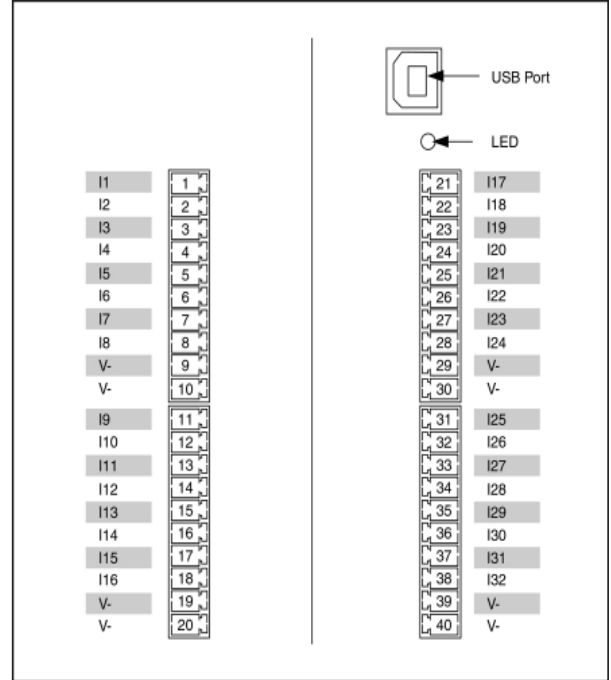 USB Port
LED
I1 1
I2 2
I3 3
I4 4
I5 5
I6 6
I7 7
I8 8
V- 9
V- 10
I9 11
I10 12
I11 13
I12 14
I13 15
I14 16
I15 17
I16 18
V- 19
V- 20
21 I17
22 I18
23 I19
24 I20
25 I21
26 I22
27 I23
28 I24
29 V-
30 V-
31 I25
32 I26
33 I27
34 I28
35 I29
36 I30
37 I31
38 I32
39 V-
40 V-